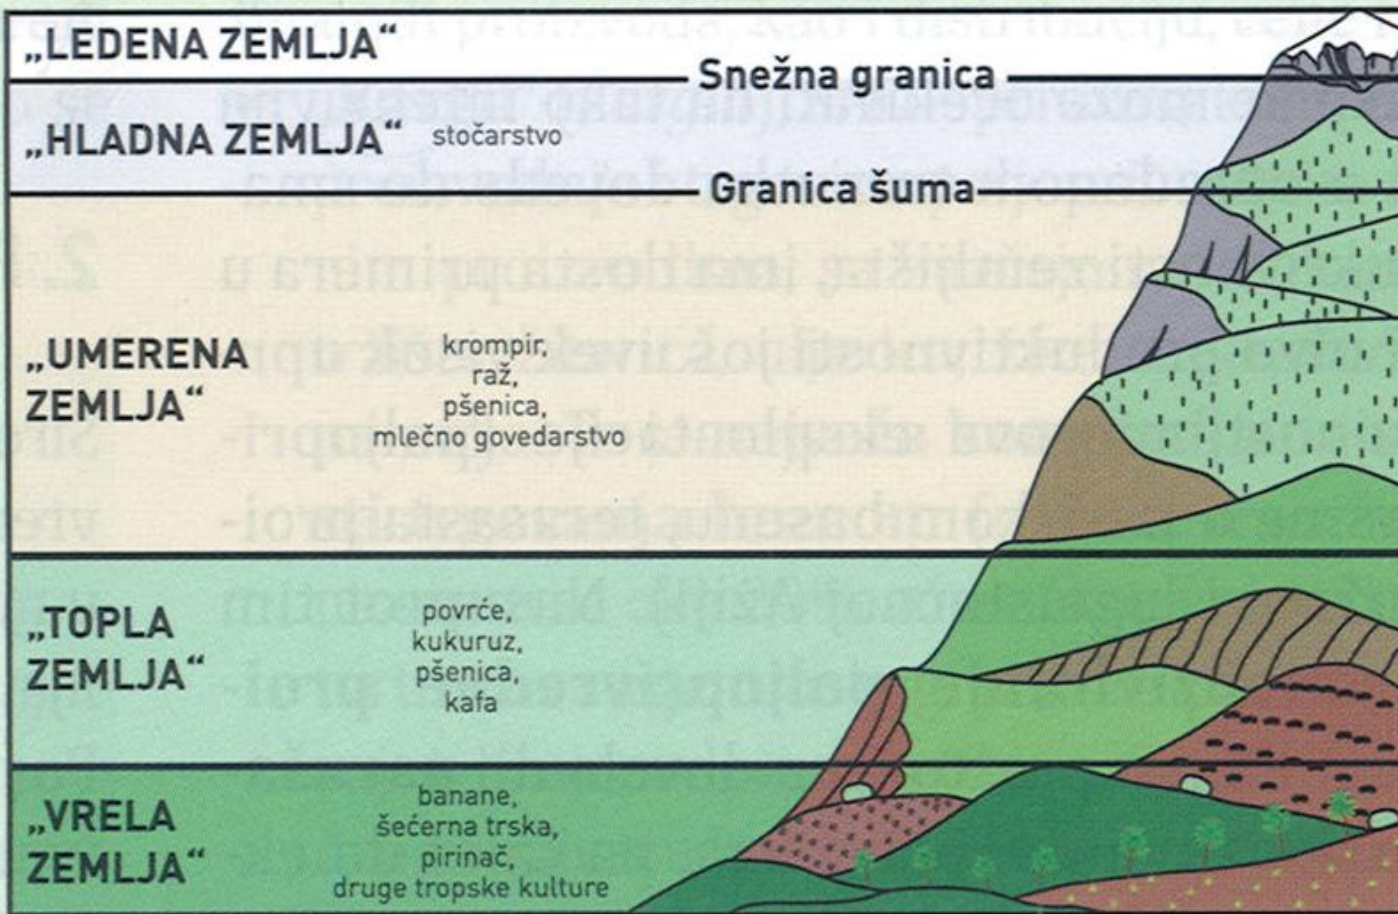 „LEDENA ZEMLJA“
Snežna granica
„HLADNA ZEMLJA“ stočarstvo
Granica šuma
„UMERENA
ZEMLJA“
krompir,
raž,
pšenica,
mlečno govedarstvo
„TOPLA
ZEMLJA“
povrće,
kukuruz,
pšenica,
kafa
„VRELA
ZEMLJA“
banane,
šećerna trska,
pirinač,
druge tropske kulture